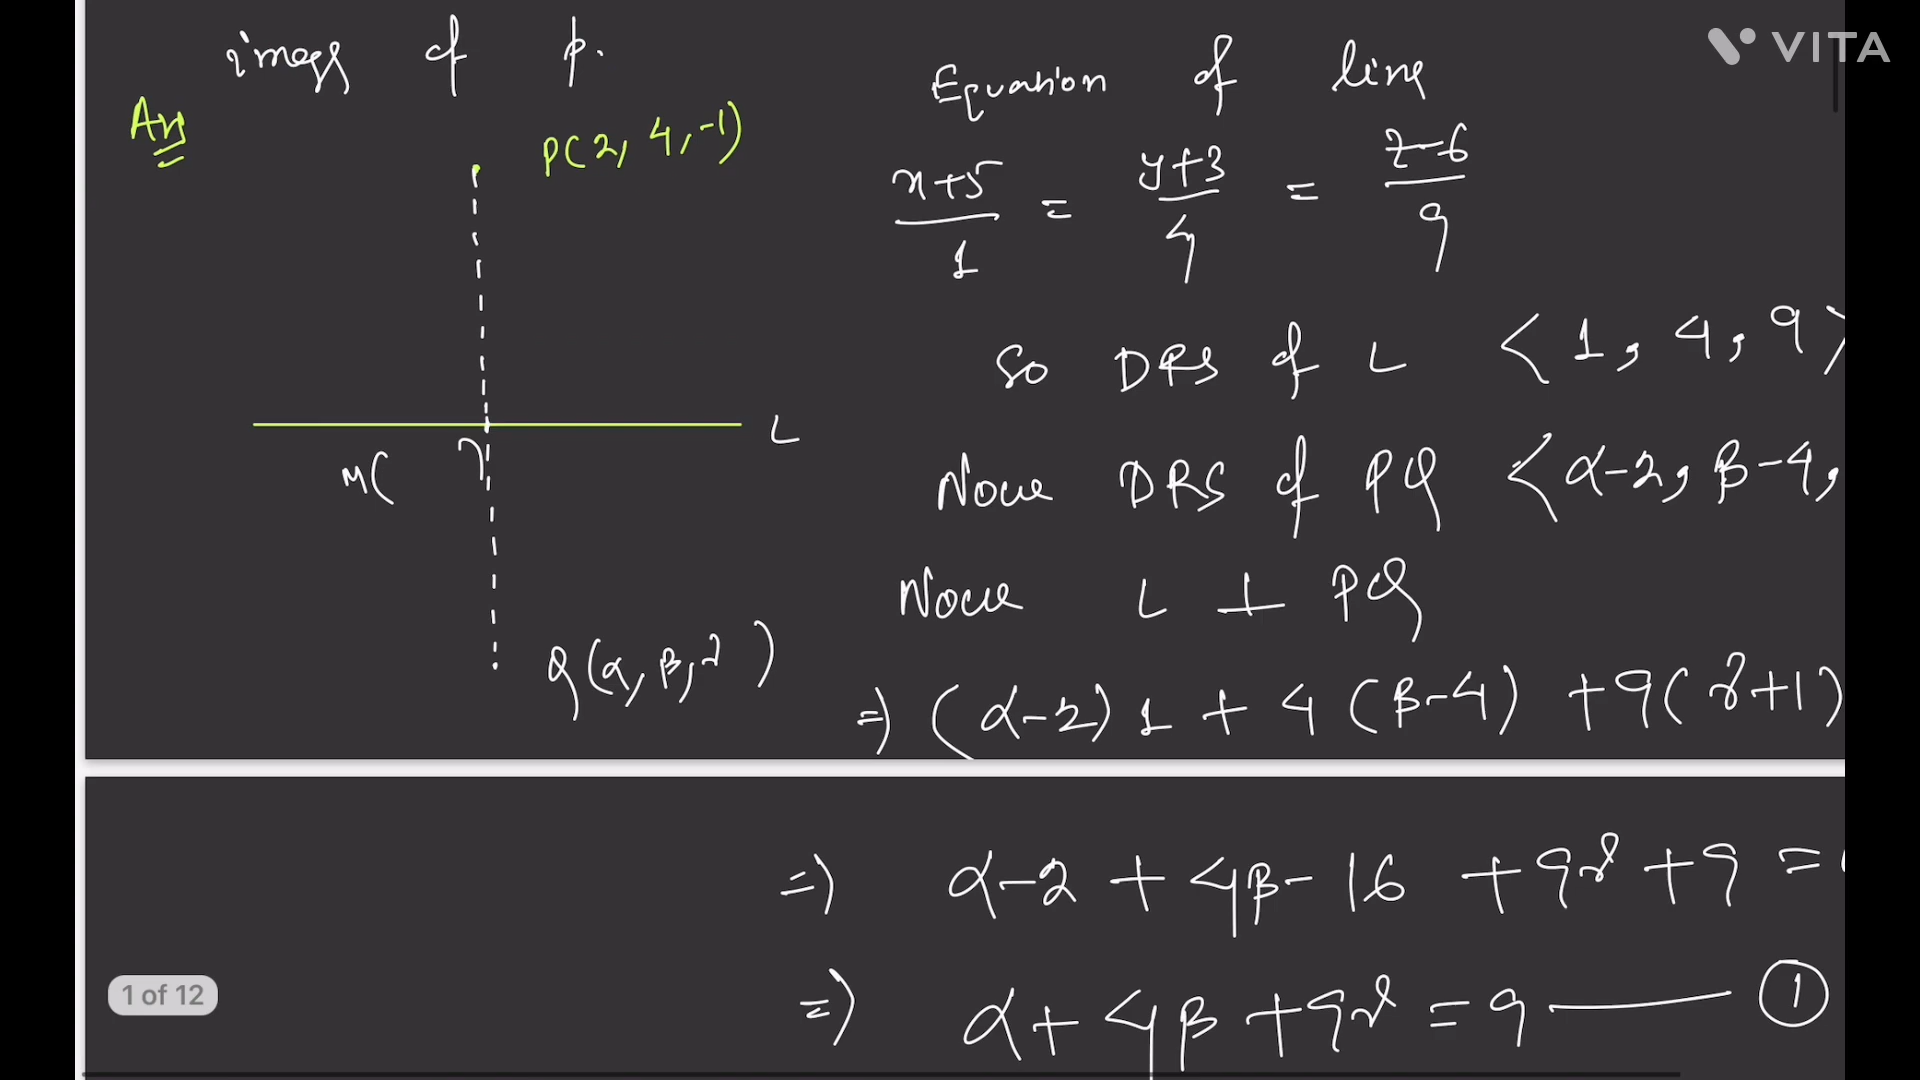 VITA
image of p.
Ans
P(2, 4, -1)
L
M( )
Q(α, β, γ)
Equation of line
x+5/1 = y+3/4 = z-6/9
So DRS of L <1, 4, 9>
Now DRS of PQ <α-2, β-4,
Now L ⊥ PQ
=> (α-2)1 + 4(β-4) + 9(γ+1)
=> α-2 + 4β-16 + 9γ + 9 =
=> α + 4β + 9γ = 9 —— ①
1 of 12